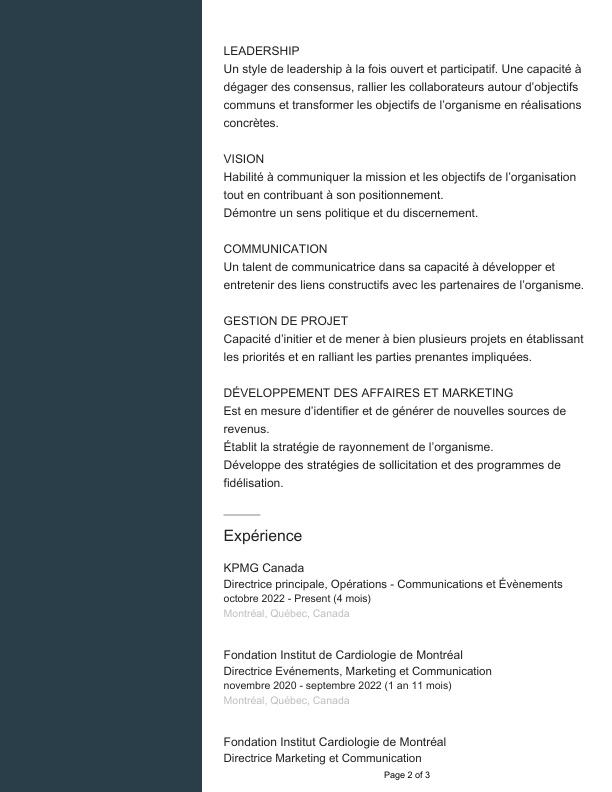 LEADERSHIP
Un style de leadership à la fois ouvert et participatif. Une capacité à
dégager des consensus, rallier les collaborateurs autour d’objectifs
communs et transformer les objectifs de l’organisme en réalisations
concrètes.
VISION
Habilité à communiquer la mission et les objectifs de l’organisation
tout en contribuant à son positionnement.
Démontre un sens politique et du discernement.
COMMUNICATION
Un talent de communicatrice dans sa capacité à développer et
entretenir des liens constructifs avec les partenaires de l’organisme.
GESTION DE PROJET
Capacité d’initier et de mener à bien plusieurs projets en établissant
les priorités et en ralliant les parties prenantes impliquées.
DÉVELOPPEMENT DES AFFAIRES ET MARKETING
Est en mesure d’identifier et de générer de nouvelles sources de
revenus.
Établit la stratégie de rayonnement de l’organisme.
Développe des stratégies de sollicitation et des programmes de
fidélisation.
Expérience
KPMG Canada
Directrice principale, Opérations - Communications et Évènements
octobre 2022 - Present (4 mois)
Montréal, Québec, Canada
Fondation Institut de Cardiologie de Montréal
Directrice Evénements, Marketing et Communication
novembre 2020 - septembre 2022 (1 an 11 mois)
Montréal, Québec, Canada
Fondation Institut Cardiologie de Montréal
Directrice Marketing et Communication
Page 2 of 3